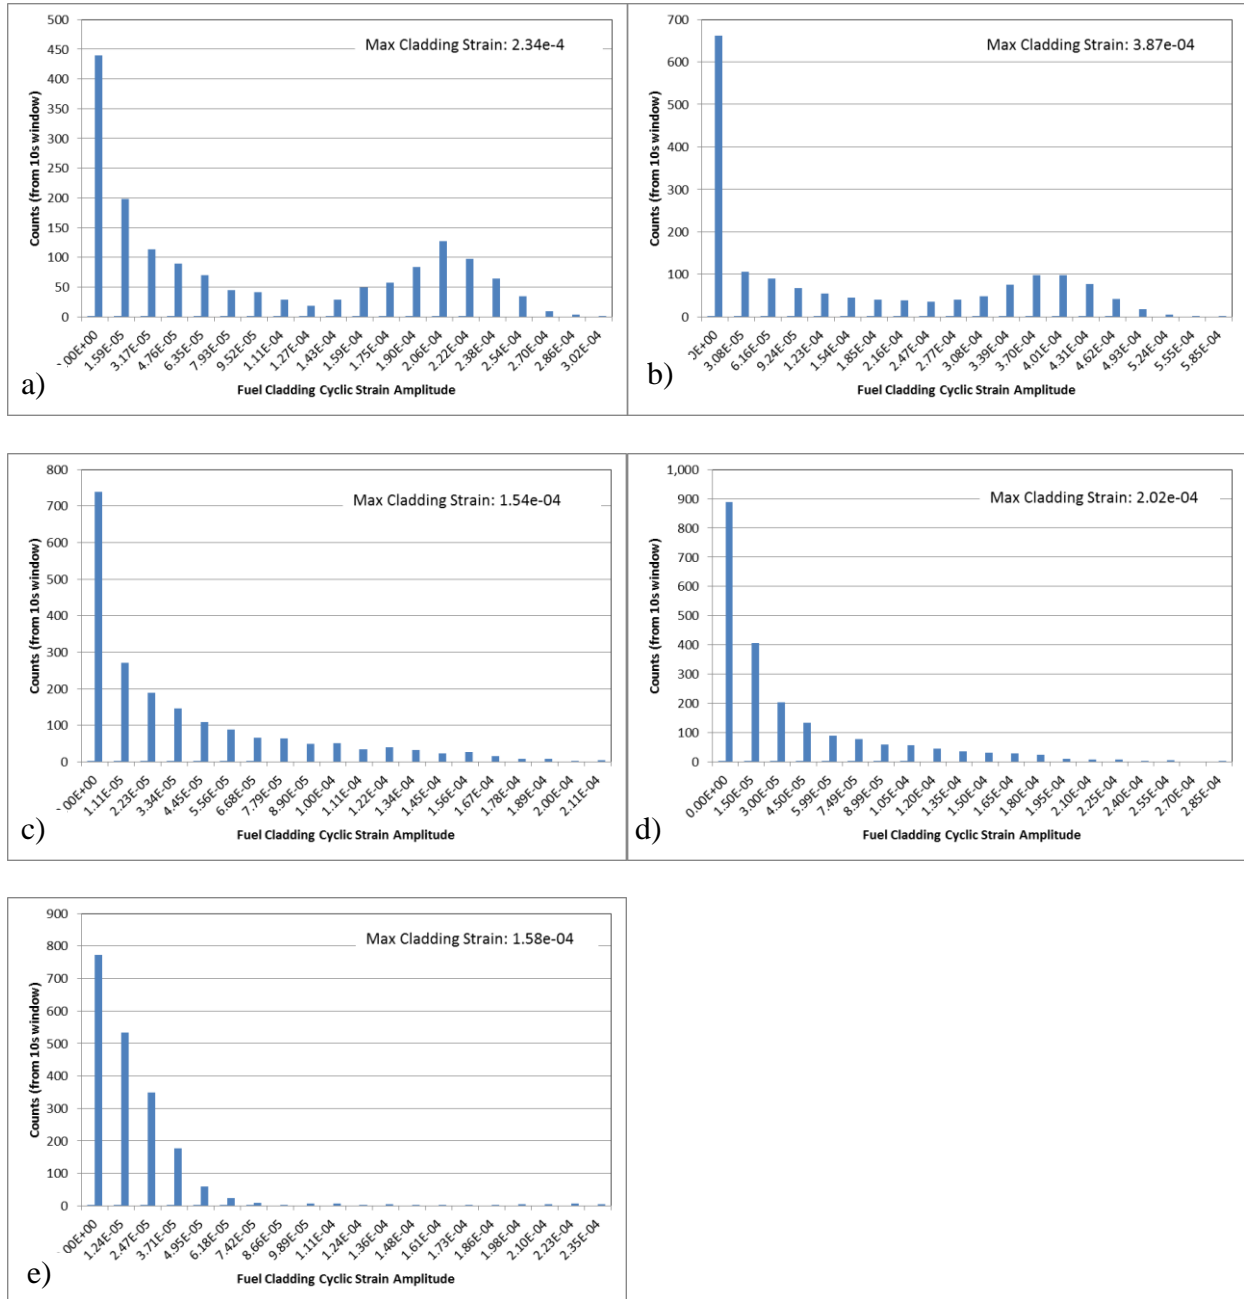 500
450
400
350
300
250
200
150
100
50
0
Max Cladding Strain: 2.34e-4
Counts (from 10s window)
.00E+00
1.59E-05
3.17E-05
4.76E-05
6.35E-05
7.93E-05
9.52E-05
1.11E-04
1.27E-04
1.43E-04
1.59E-04
1.75E-04
1.90E-04
2.06E-04
2.22E-04
2.38E-04
2.54E-04
2.70E-04
2.86E-04
3.02E-04
Fuel Cladding Cyclic Strain Amplitude
a)
700
600
500
400
300
200
100
0
Max Cladding Strain: 3.87e-04
Counts (from 10s window)
0E+00
3.08E-05
6.16E-05
9.24E-05
1.23E-04
1.54E-04
1.85E-04
2.16E-04
2.47E-04
2.77E-04
3.08E-04
3.39E-04
3.70E-04
4.01E-04
4.31E-04
4.62E-04
4.93E-04
5.24E-04
5.55E-04
5.85E-04
Fuel Cladding Cyclic Strain Amplitude
b)
800
700
600
500
400
300
200
100
0
Max Cladding Strain: 1.54e-04
Counts (from 10s window)
.00E+00
1.11E-05
2.23E-05
3.34E-05
4.45E-05
5.56E-05
6.68E-05
7.79E-05
8.90E-05
1.00E-04
1.11E-04
1.22E-04
1.34E-04
1.45E-04
1.56E-04
1.67E-04
1.78E-04
1.89E-04
2.00E-04
2.11E-04
Fuel Cladding Cyclic Strain Amplitude
c)
1,000
900
800
700
600
500
400
300
200
100
0
Max Cladding Strain: 2.02e-04
Counts (from 10s window)
0.00E+00
1.50E-05
3.00E-05
4.50E-05
5.99E-05
7.49E-05
8.99E-05
1.05E-04
1.20E-04
1.35E-04
1.50E-04
1.65E-04
1.80E-04
1.95E-04
2.10E-04
2.25E-04
2.40E-04
2.55E-04
2.70E-04
2.85E-04
Fuel Cladding Cyclic Strain Amplitude
d)
900
800
700
600
500
400
300
200
100
0
Max Cladding Strain: 1.58e-04
Counts (from 10s window)
.00E+00
1.24E-05
2.47E-05
3.71E-05
4.95E-05
6.18E-05
7.42E-05
8.66E-05
9.89E-05
1.11E-04
1.24E-04
1.36E-04
1.48E-04
1.61E-04
1.73E-04
1.86E-04
1.98E-04
2.10E-04
2.23E-04
2.35E-04
Fuel Cladding Cyclic Strain Amplitude
e)